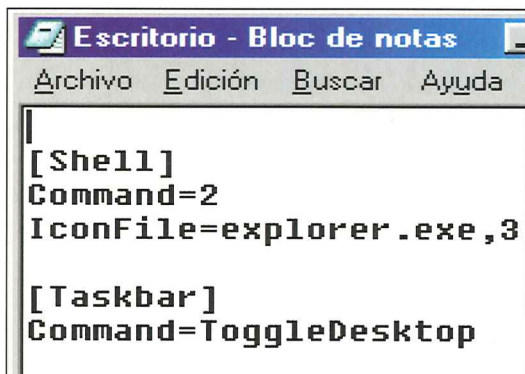 Escritorio - Bloc de notas
Archivo Edición Buscar Ayuda
[Shell]
Command=2
IconFile=explorer.exe,3
[Taskbar]
Command=ToggleDesktop